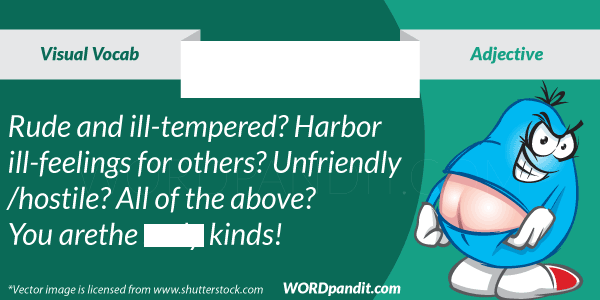 Visual Vocab
Adjective
Rude and ill-tempered? Harbor
ill-feelings for others? Unfriendly
/hostile? All of the above?
You arethe kinds!
*Vector image is licensed from www.shutterstock.com
WORDpandit.com